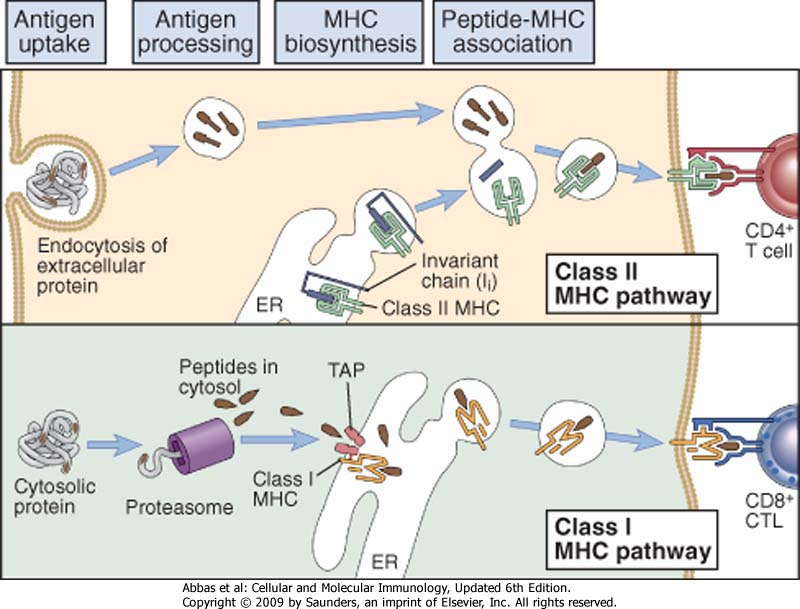 Antigen
uptake
Antigen
processing
MHC
biosynthesis
Peptide-MHC
association
Endocytosis of
extracellular
protein
ER
Invariant
chain (Ii)
Class II MHC
CD4+
T cell
Class II
MHC pathway
Cytosolic
protein
Peptides in
cytosol
Proteasome
TAP
Class I
MHC
ER
CD8+
CTL
Class I
MHC pathway
Abbas et al: Cellular and Molecular Immunology, Updated 6th Edition.
Copyright © 2009 by Saunders, an imprint of Elsevier, Inc. All rights reserved.